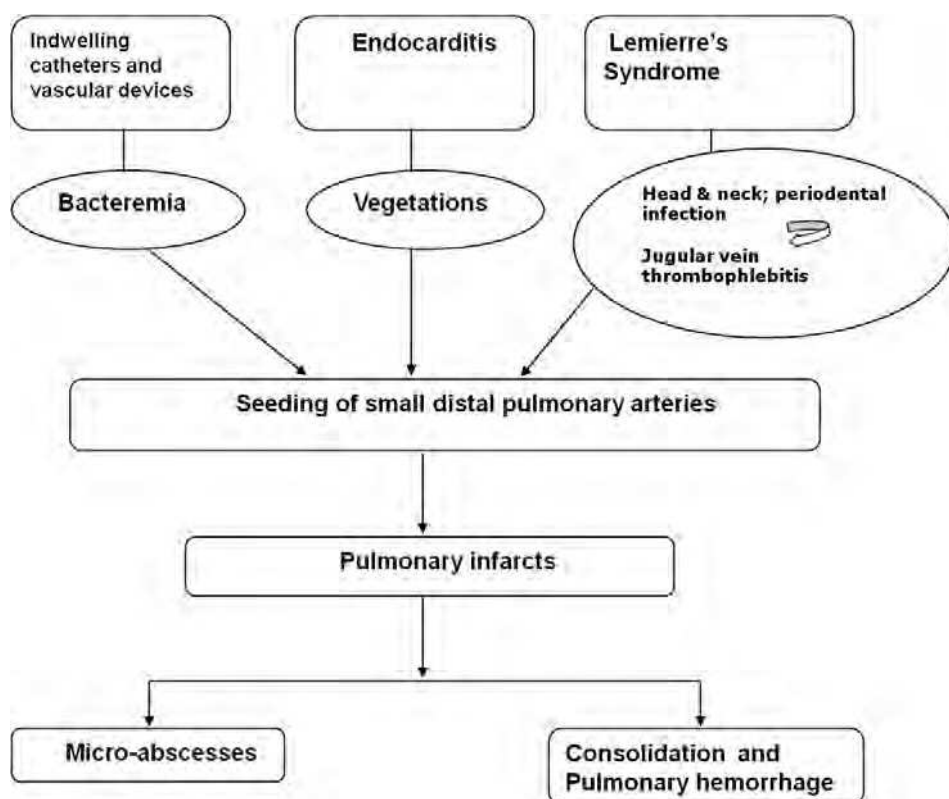 Indwelling
catheters and
vascular devices
Endocarditis
Lemierre's
Syndrome
Bacteremia
Vegetations
Head & neck; periodental
infection
Jugular vein
thrombophlebitis
Seeding of small distal pulmonary arteries
Pulmonary infarcts
Micro-abscesses
Consolidation and
Pulmonary hemorrhage